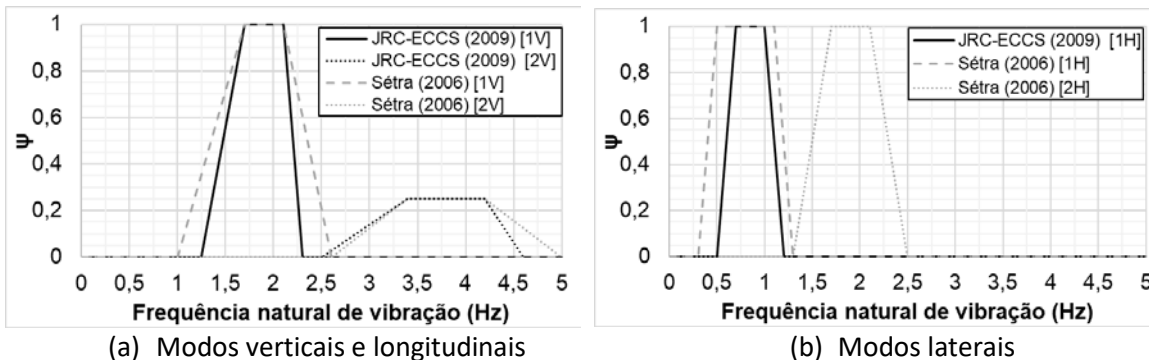 1
0,8
0,6
0,4
0,2
0
ψ
JRC-ECCS (2009) [1V]
JRC-ECCS (2009) [2V]
Sétra (2006) [1V]
Sétra (2006) [2V]
0 0,5 1 1,5 2 2,5 3 3,5 4 4,5 5
Frequência natural de vibração (Hz)
(a) Modos verticais e longitudinais
1
0,8
0,6
0,4
0,2
0
ψ
JRC-ECCS (2009) [1H]
Sétra (2006) [1H]
Sétra (2006) [2H]
0 0,5 1 1,5 2 2,5 3 3,5 4 4,5 5
Frequência natural de vibração (Hz)
(b) Modos laterais